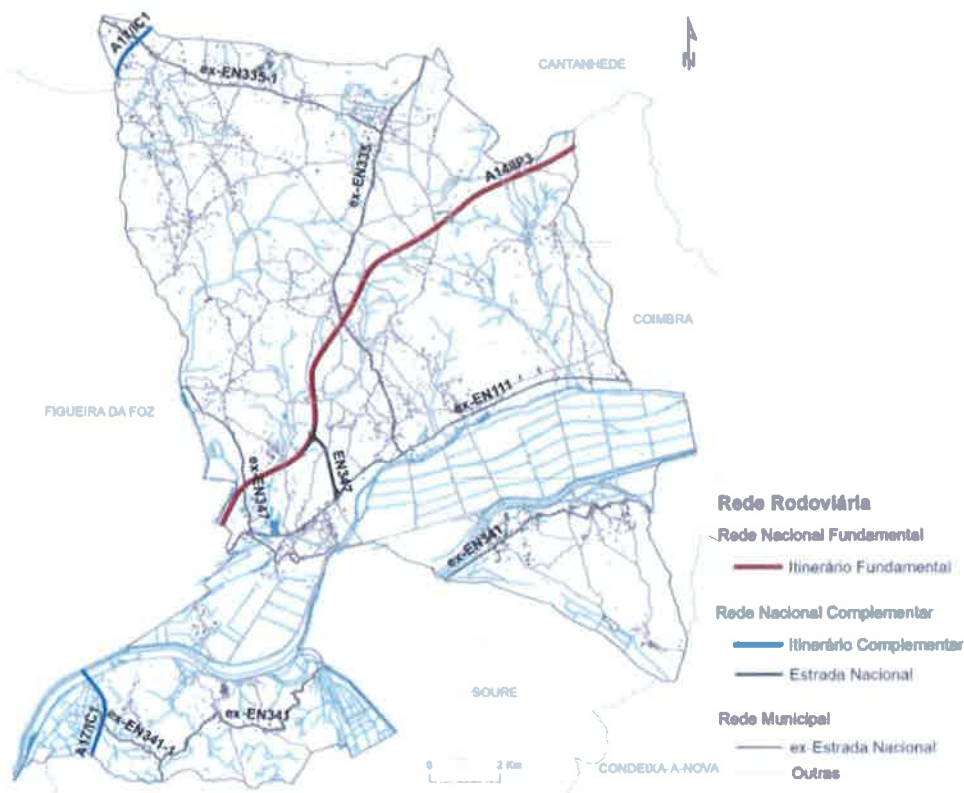 A17/IC1
ex-EN335-1
CANTANHEDE
N
ex-EN335
A14/IP3
COIMBRA
ex-EN111
FIGUEIRA DA FOZ
EN347
ex-EN347
ex-EN341
Rede Rodoviária
Rede Nacional Fundamental
Itinerário Fundamental
Rede Nacional Complementar
Itinerário Complementar
Estrada Nacional
SOURE
ex-EN341
ex-EN341-1
A17/IC1
Rede Municipal
ex-Estrada Nacional
Outras
0 2 Km
CONDEIXA-A-NOVA